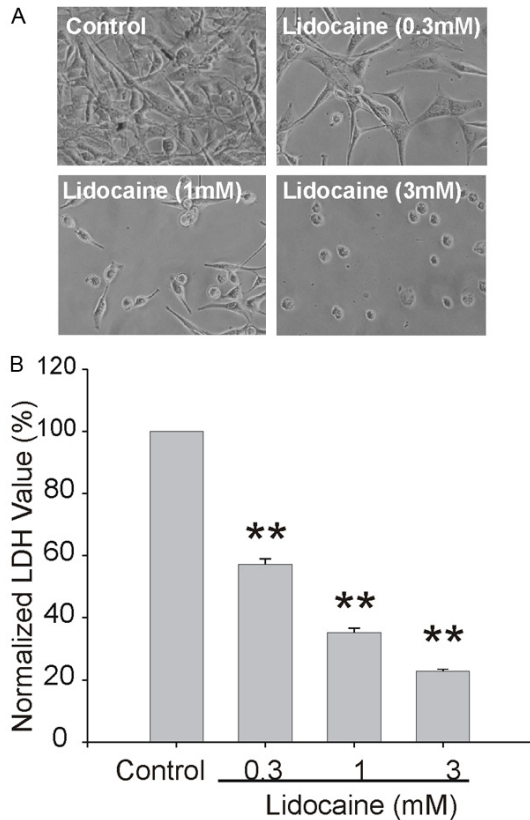 A
Control
Lidocaine (0.3mM)
Lidocaine (1mM)
Lidocaine (3mM)
B
Normalized LDH Value (%)
120
100
80
60
40
20
0
**
**
**
Control 0.3 1 3
Lidocaine (mM)